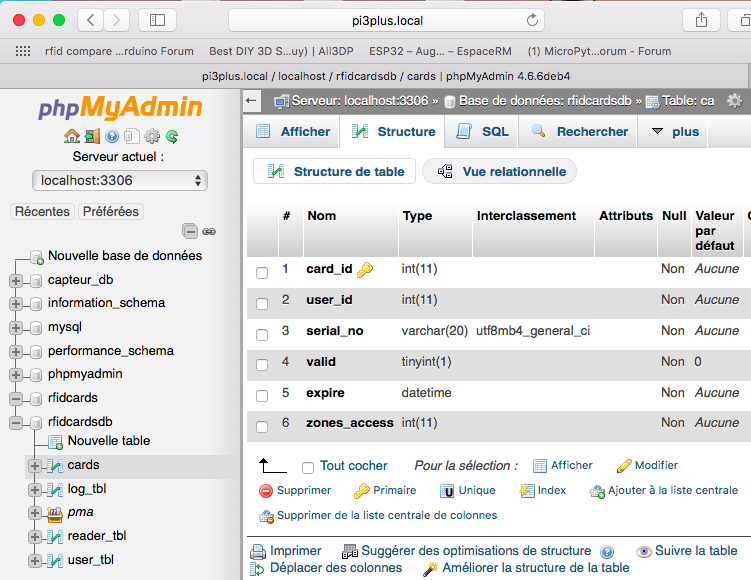 pi3plus.local
rfid compare ...rduino Forum Best DIY 3D S...uy) | All3DP ESP32 – Aug... – EspaceRM (1) MicroPyt...orum - Forum
pi3plus.local / localhost / rfidcardsdb / cards | phpMyAdmin 4.6.6deb4
phpMyAdmin
Serveur actuel :
localhost:3306
Récentes Préférées
Nouvelle base de données
capteur_db
information_schema
mysql
performance_schema
phpmyadmin
rfidcards
rfidcardsdb
Nouvelle table
cards
log_tbl
pma
reader_tbl
user_tbl
Serveur: localhost:3306 » Base de données: rfidcardsdb » Table: ca
Afficher Structure SQL Rechercher plus
Structure de table Vue relationnelle
# Nom Type Interclassement Attributs Null Valeur par défaut
1 card_id int(11) Non Aucune
2 user_id int(11) Non Aucune
3 serial_no varchar(20) utf8mb4_general_ci Non Aucune
4 valid tinyint(1) Non 0
5 expire datetime Non Aucune
6 zones_access int(11) Non Aucune
Tout cocher Pour la sélection : Afficher Modifier
Supprimer Primaire Unique Index Ajouter à la liste centrale
Supprimer de la liste centrale de colonnes
Imprimer Suggérer des optimisations de structure Suivre la table
Déplacer des colonnes Améliorer la structure de la table